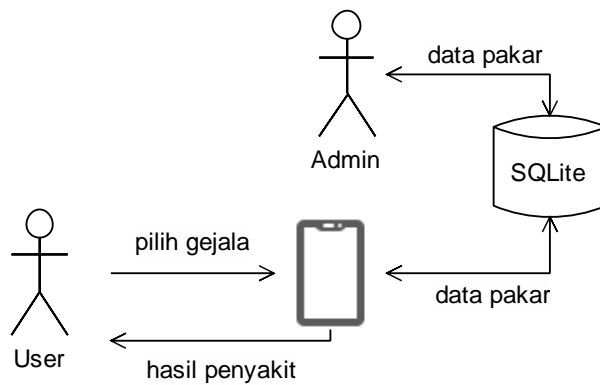 data pakar
Admin
SQLite
pilih gejala
data pakar
User
hasil penyakit